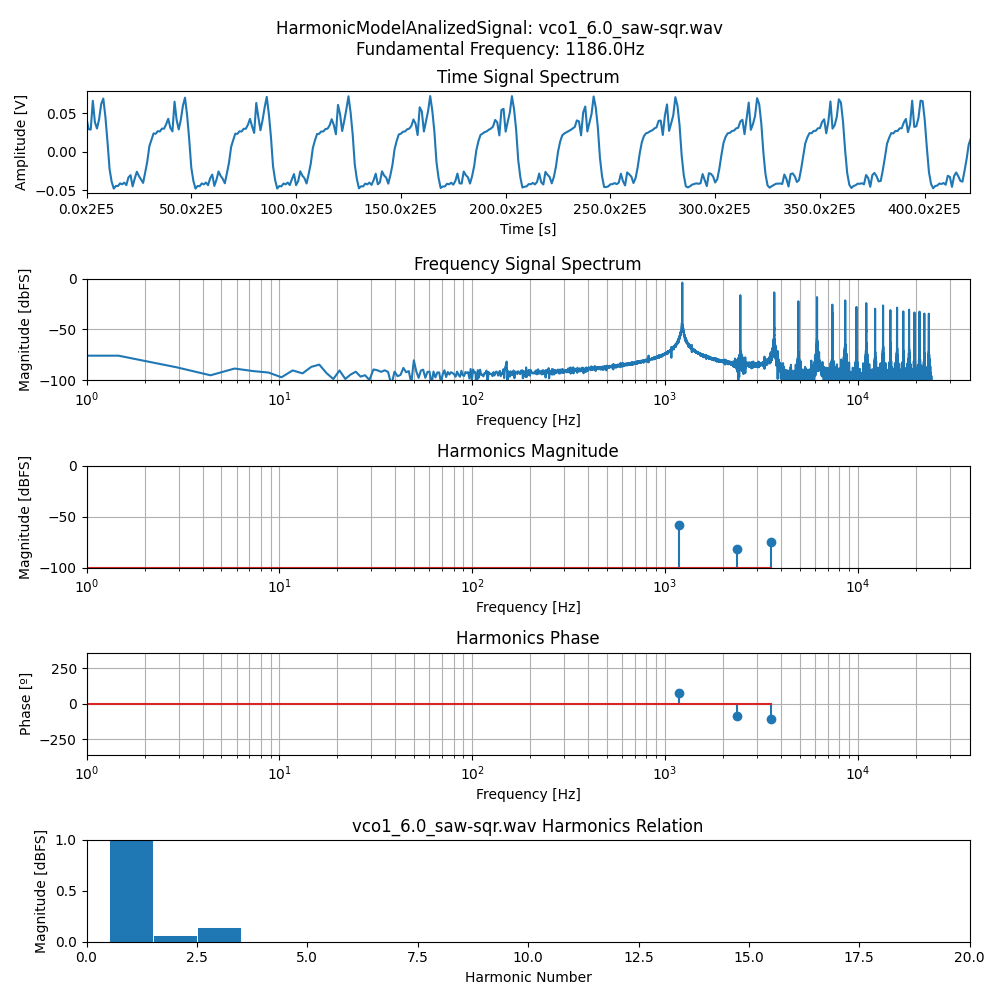 HarmonicModelAnalizedSignal: vco1_6.0_saw-sqr.wav
Fundamental Frequency: 1186.0Hz
Time Signal Spectrum
Amplitude [V]
0.05
0.00
−0.05
0.0x2E5 50.0x2E5 100.0x2E5 150.0x2E5 200.0x2E5 250.0x2E5 300.0x2E5 350.0x2E5 400.0x2E5
Time [s]
Frequency Signal Spectrum
Magnitude [dbFS]
0
−50
−100
10⁰ 10¹ 10² 10³ 10⁴
Frequency [Hz]
Harmonics Magnitude
Magnitude [dBFS]
0
−50
−100
10⁰ 10¹ 10² 10³ 10⁴
Frequency [Hz]
Harmonics Phase
Phase [º]
250
0
−250
10⁰ 10¹ 10² 10³ 10⁴
Frequency [Hz]
vco1_6.0_saw-sqr.wav Harmonics Relation
Magnitude [dBFS]
1.0
0.5
0.0
0.0 2.5 5.0 7.5 10.0 12.5 15.0 17.5 20.0
Harmonic Number